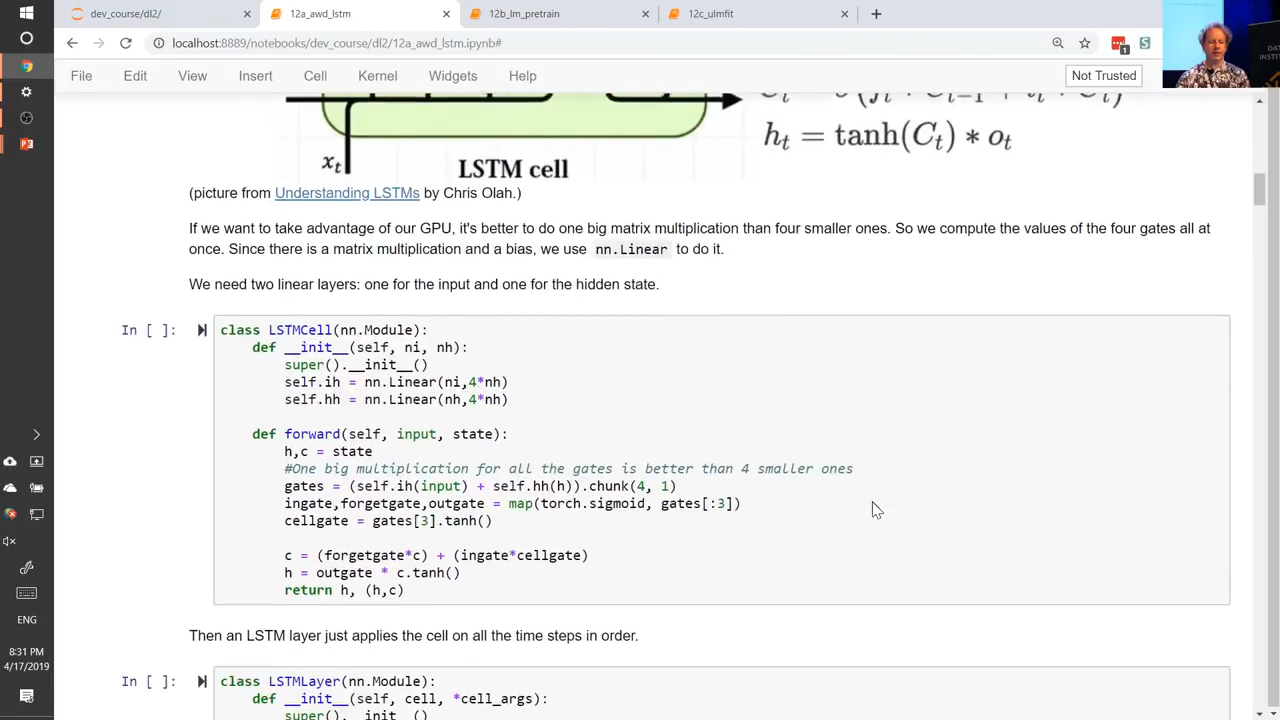 dev_course/dl2/
12a_awd_lstm
12b_lm_pretrain
12c_ulmfit
localhost:8889/notebooks/dev_course/dl2/12a_awd_lstm.ipynb#
File Edit View Insert Cell Kernel Widgets Help
Not Trusted
h_t = tanh(C_t) * o_t
x_t
LSTM cell
(picture from Understanding LSTMs by Chris Olah.)
If we want to take advantage of our GPU, it's better to do one big matrix multiplication than four smaller ones. So we compute the values of the four gates all at
once. Since there is a matrix multiplication and a bias, we use nn.Linear to do it.
We need two linear layers: one for the input and one for the hidden state.
In [ ]:
class LSTMCell(nn.Module):
def __init__(self, ni, nh):
super().__init__()
self.ih = nn.Linear(ni,4*nh)
self.hh = nn.Linear(nh,4*nh)
def forward(self, input, state):
h,c = state
#One big multiplication for all the gates is better than 4 smaller ones
gates = (self.ih(input) + self.hh(h)).chunk(4, 1)
ingate,forgetgate,outgate = map(torch.sigmoid, gates[:3])
cellgate = gates[3].tanh()
c = (forgetgate*c) + (ingate*cellgate)
h = outgate * c.tanh()
return h, (h,c)
Then an LSTM layer just applies the cell on all the time steps in order.
In [ ]:
class LSTMLayer(nn.Module):
def __init__(self, cell, *cell_args):
super().__init__()
ENG
8:31 PM
4/17/2019